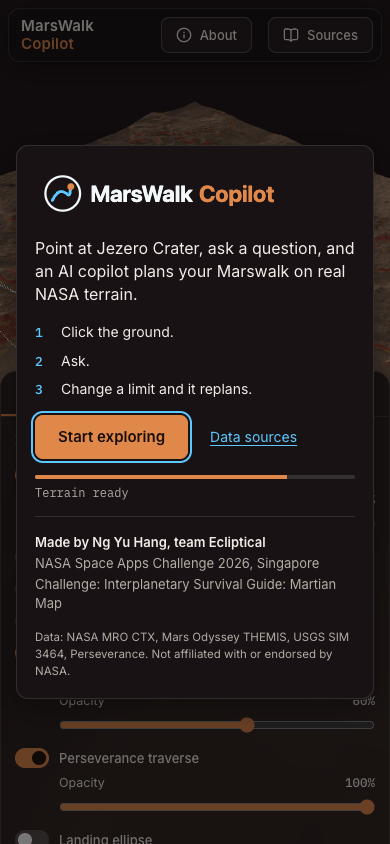 MarsWalk
Copilot
About
Sources
MarsWalk Copilot
Point at Jezero Crater, ask a question, and
an AI copilot plans your Marswalk on real
NASA terrain.
1 Click the ground.
2 Ask.
3 Change a limit and it replans.
Start exploring
Data sources
Terrain ready
Made by Ng Yu Hang, team Ecliptical
NASA Space Apps Challenge 2026, Singapore
Challenge: Interplanetary Survival Guide: Martian
Map
Data: NASA MRO CTX, Mars Odyssey THEMIS, USGS SIM
3464, Perseverance. Not affiliated with or endorsed by
NASA.
Opacity 60%
Perseverance traverse
Opacity 100%
Landing ellipse